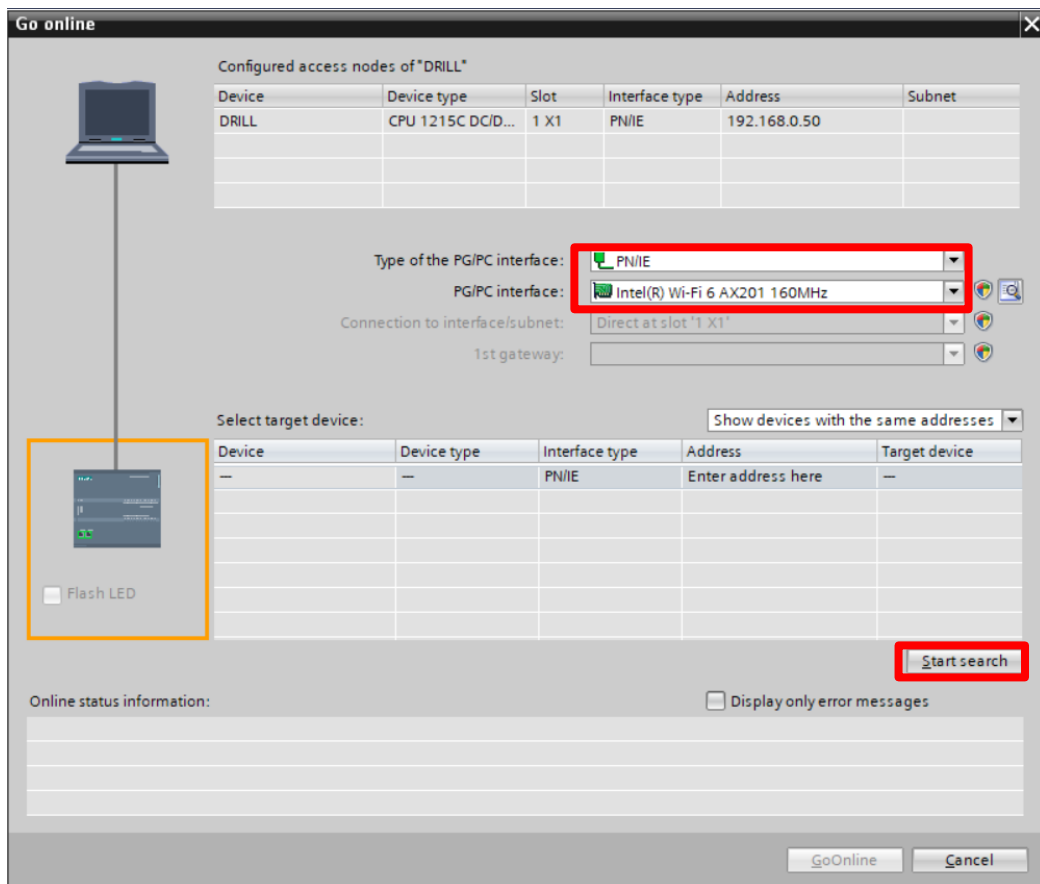 Go online
Configured access nodes of "DRILL"
Device Device type Slot Interface type Address Subnet
DRILL CPU 1215C DC/D... 1 X1 PN/IE 192.168.0.50
Type of the PG/PC interface: PN/IE
PG/PC interface: Intel(R) Wi-Fi 6 AX201 160MHz
Connection to interface/subnet: Direct at slot '1 X1'
1st gateway:
Select target device: Show devices with the same addresses
Device Device type Interface type Address Target device
— — PN/IE Enter address here —
Flash LED
Start search
Online status information: Display only error messages
GoOnline Cancel